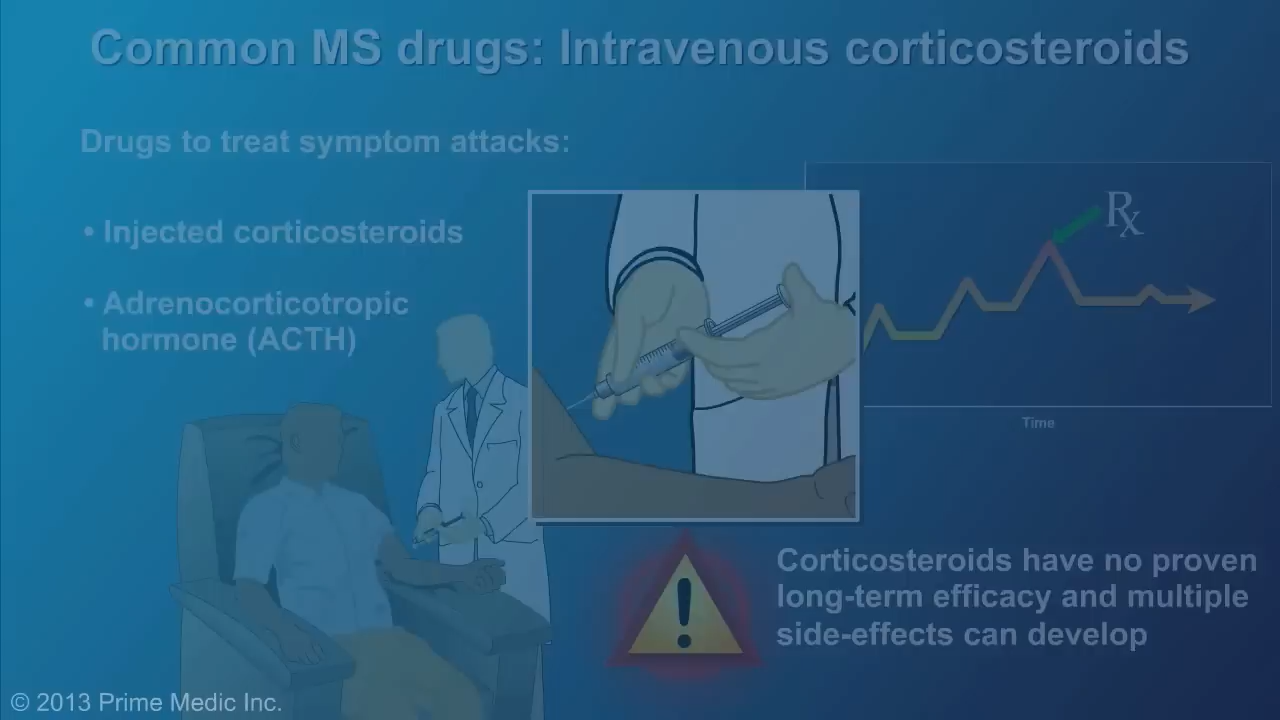 Common MS drugs: Intravenous corticosteroids
Drugs to treat symptom attacks:
• Injected corticosteroids
• Adrenocorticotropic
hormone (ACTH)
Rx
Time
Corticosteroids have no proven
long-term efficacy and multiple
side-effects can develop
© 2013 Prime Medic Inc.